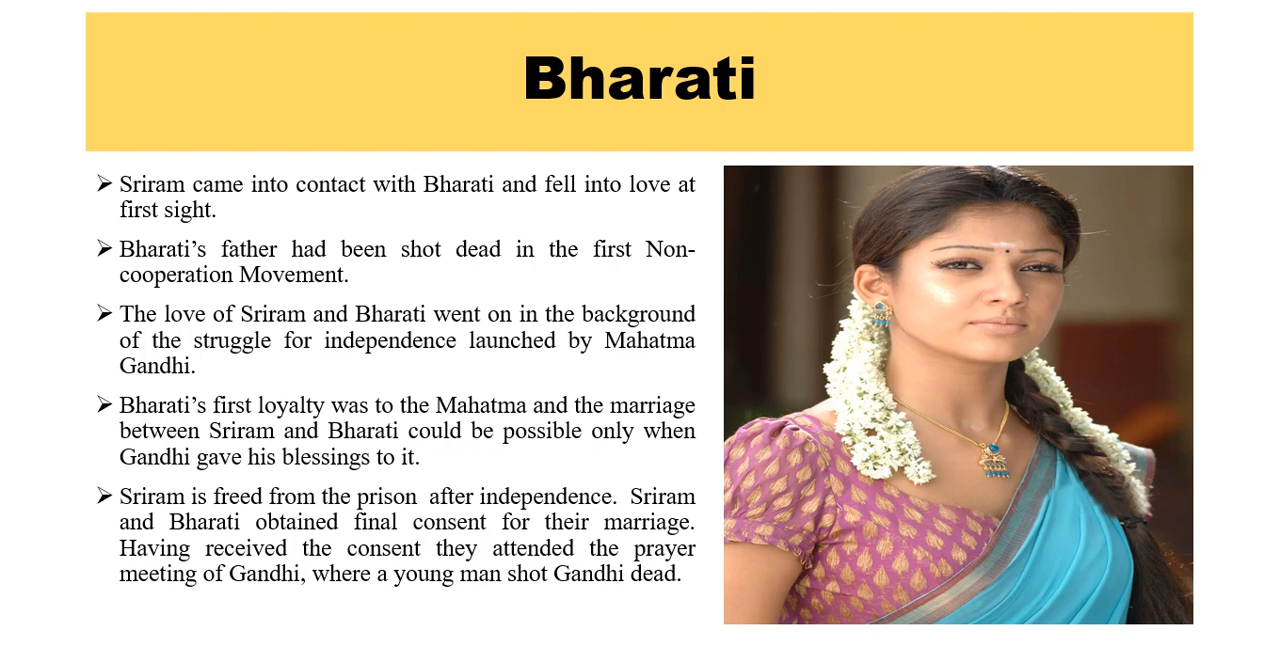 Bharati
➢ Sriram came into contact with Bharati and fell into love at
first sight.
➢ Bharati’s father had been shot dead in the first Non-
cooperation Movement.
➢ The love of Sriram and Bharati went on in the background
of the struggle for independence launched by Mahatma
Gandhi.
➢ Bharati’s first loyalty was to the Mahatma and the marriage
between Sriram and Bharati could be possible only when
Gandhi gave his blessings to it.
➢ Sriram is freed from the prison  after independence.  Sriram
and Bharati obtained final consent for their marriage.
Having received the consent they attended the prayer
meeting of Gandhi, where a young man shot Gandhi dead.